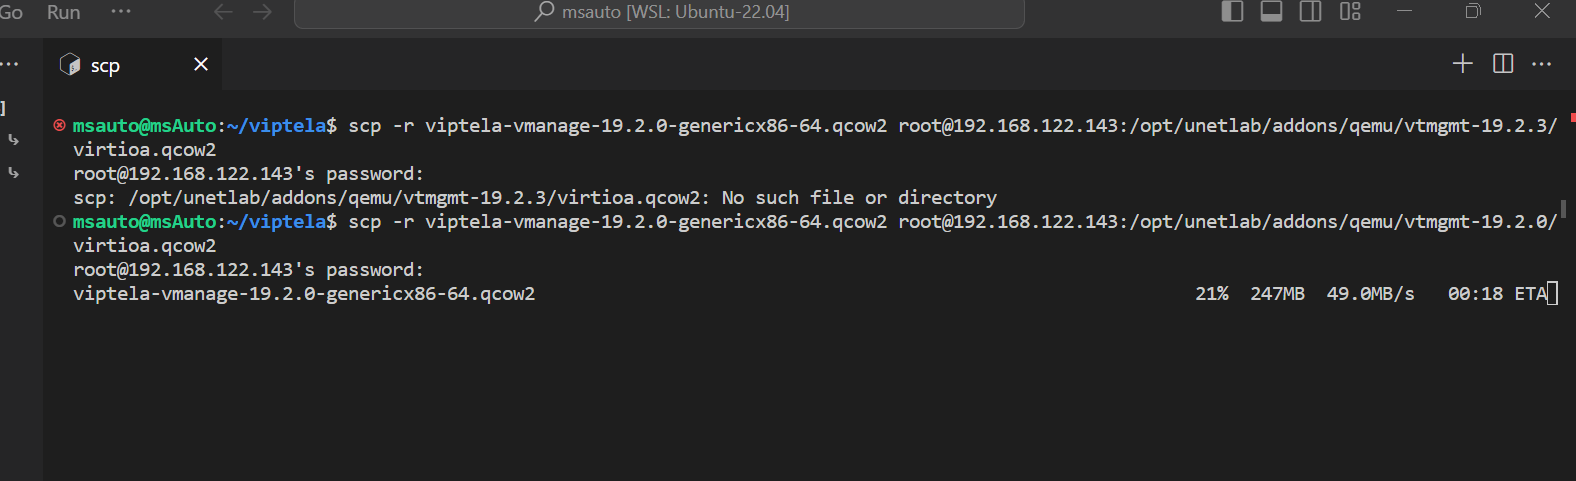 Go Run ···
msauto [WSL: Ubuntu-22.04]
scp
]
msauto@msAuto:~/viptela$ scp -r viptela-vmanage-19.2.0-genericx86-64.qcow2 root@192.168.122.143:/opt/unetlab/addons/qemu/vtmgmt-19.2.3/
virtioa.qcow2
root@192.168.122.143's password:
scp: /opt/unetlab/addons/qemu/vtmgmt-19.2.3/virtioa.qcow2: No such file or directory
msauto@msAuto:~/viptela$ scp -r viptela-vmanage-19.2.0-genericx86-64.qcow2 root@192.168.122.143:/opt/unetlab/addons/qemu/vtmgmt-19.2.0/
virtioa.qcow2
root@192.168.122.143's password:
viptela-vmanage-19.2.0-genericx86-64.qcow2 21% 247MB 49.0MB/s 00:18 ETA